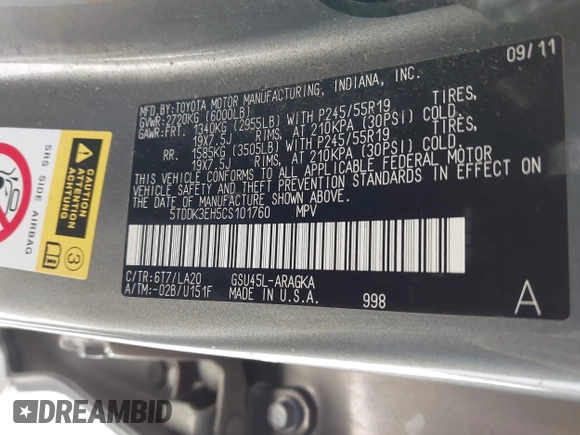 09/11
MFD.BY:TOYOTA MOTOR MANUFACTURING, INDIANA, INC.
GVWR:2720KG (6000LB)
GAWR:FRT. 1340KG (2955LB) WITH P245/55R19 TIRES,
19X7.5J RIMS, AT 210KPA (30PSI) COLD.
RR. 1585KG (3505LB) WITH P245/55R19 TIRES,
19X7.5J RIMS, AT 210KPA (30PSI) COLD.
THIS VEHICLE CONFORMS TO ALL APPLICABLE FEDERAL MOTOR
VEHICLE SAFETY AND THEFT PREVENTION STANDARDS IN EFFECT ON
THE DATE OF MANUFACTURE SHOWN ABOVE.
5TDDK3EH5CS101760 MPV
C/TR:6T7/LA20 GSU45L-ARAGKA
A/TM:-02B/U151F MADE IN U.S.A. 998 A
SRS SIDE AIRBAG
CAUTION
ATTENTION
ACHTUNG
3
DREAMBID